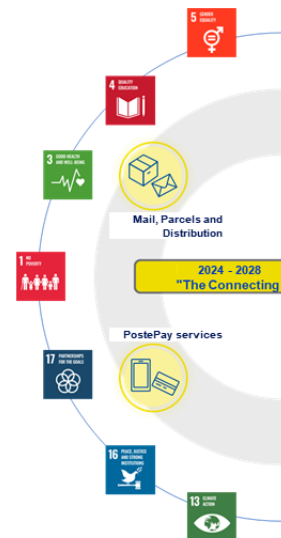 5 GENDER
EQUALITY
4 QUALITY
EDUCATION
3 GOOD HEALTH
AND WELL-BEING
Mail, Parcels and
Distribution
1 NO
POVERTY
2024 - 2028
"The Connecting
PostePay services
17 PARTNERSHIPS
FOR THE GOALS
16 PEACE, JUSTICE
AND STRONG
INSTITUTIONS
13 CLIMATE
ACTION